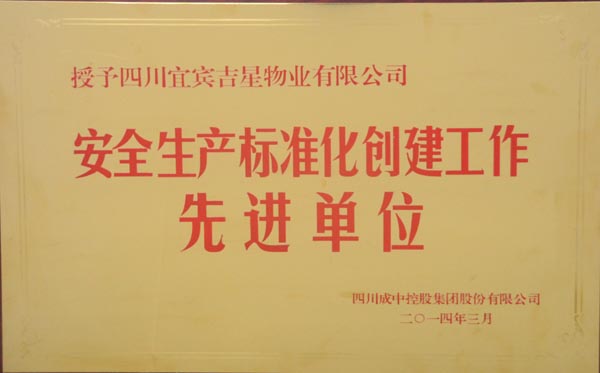 授予四川宜宾吉星物业有限公司
安全生产标准化创建工作
先进单位
四川成中控股集团股份有限公司
二〇一四年三月